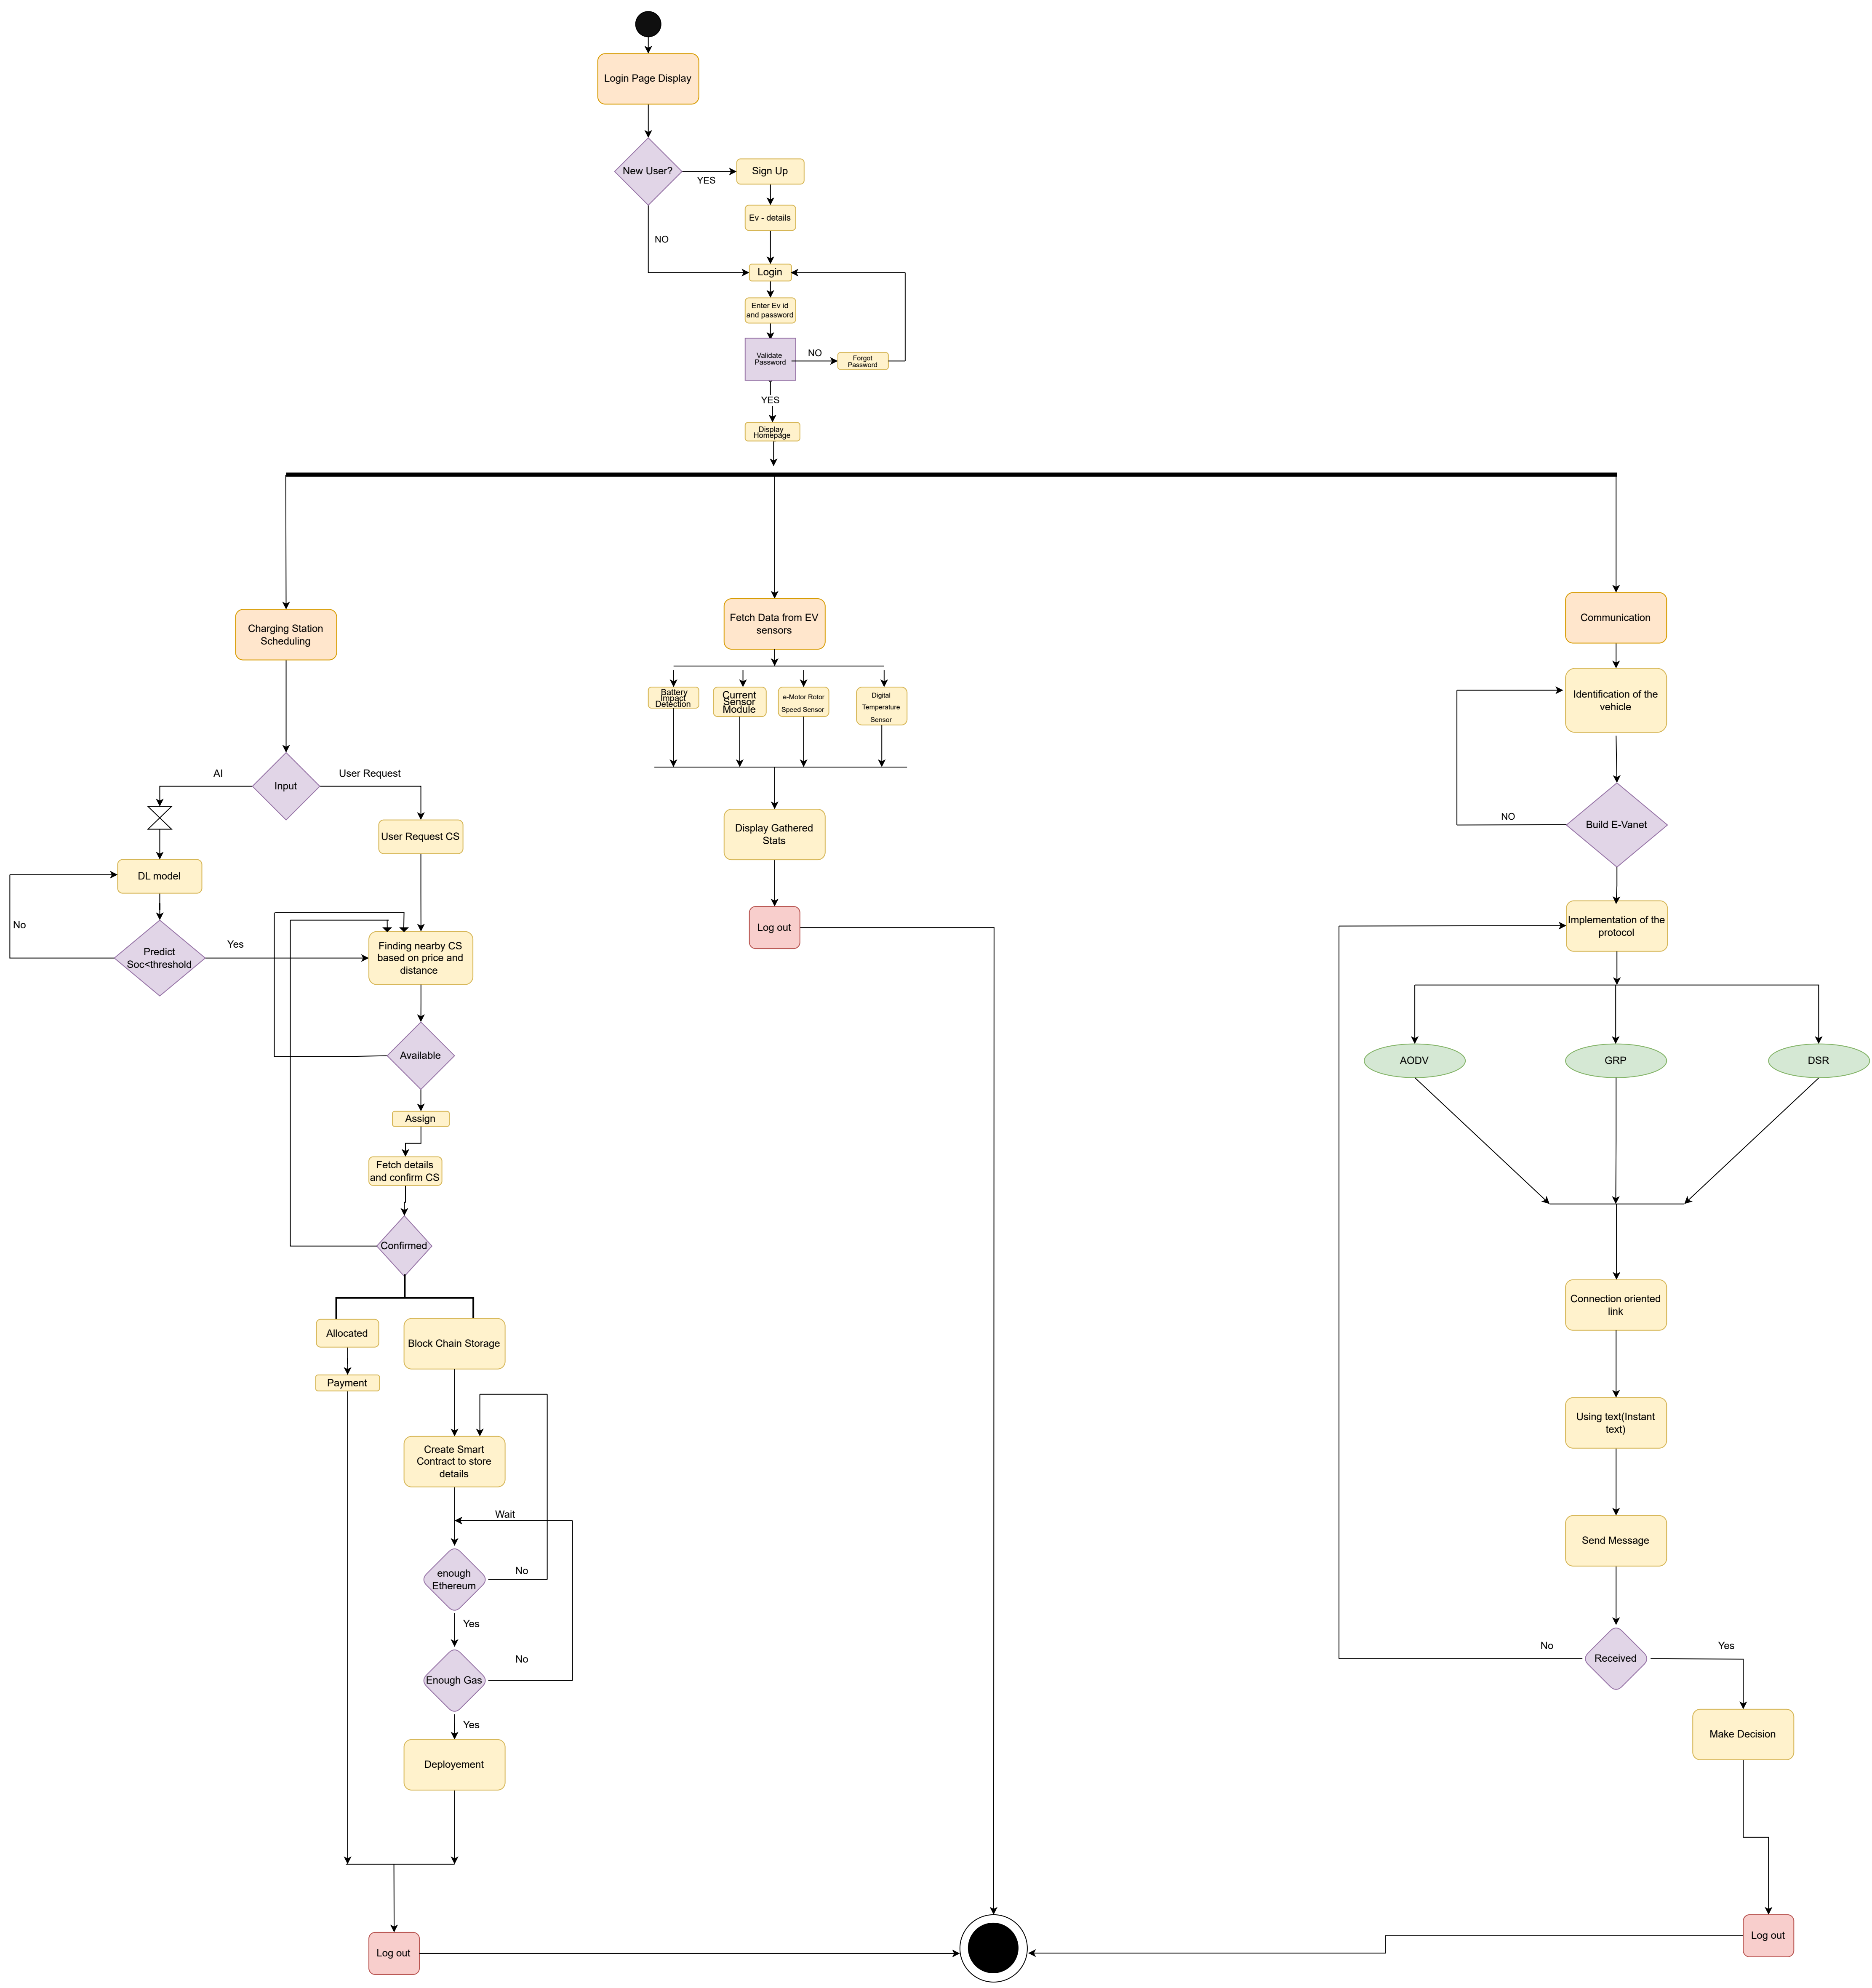 Login Page Display
New User?
YES
Sign Up
Ev - details
NO
Login
Enter Ev id
and password
Validate
Password
NO
Forgot
Password
YES
Display
Homepage
Charging Station
Scheduling
Fetch Data from EV
sensors
Communication
Battery
Impact
Detection
Current
Sensor
Module
e-Motor Rotor
Speed Sensor
Digital
Temperature
Sensor
Identification of the
vehicle
AI
Input
User Request
User Request CS
Display Gathered
Stats
NO
Build E-Vanet
DL model
No
Predict
Soc<threshold
Yes
Finding nearby CS
based on price and
distance
Log out
Implementation of the
protocol
Available
AODV
GRP
DSR
Assign
Fetch details
and confirm CS
Confirmed
Allocated
Block Chain Storage
Payment
Connection oriented
link
Create Smart
Contract to store
details
Using text(Instant
text)
Wait
Send Message
enough
Ethereum
No
Yes
Enough Gas
No
Yes
Deployement
No
Received
Yes
Make Decision
Log out
Log out